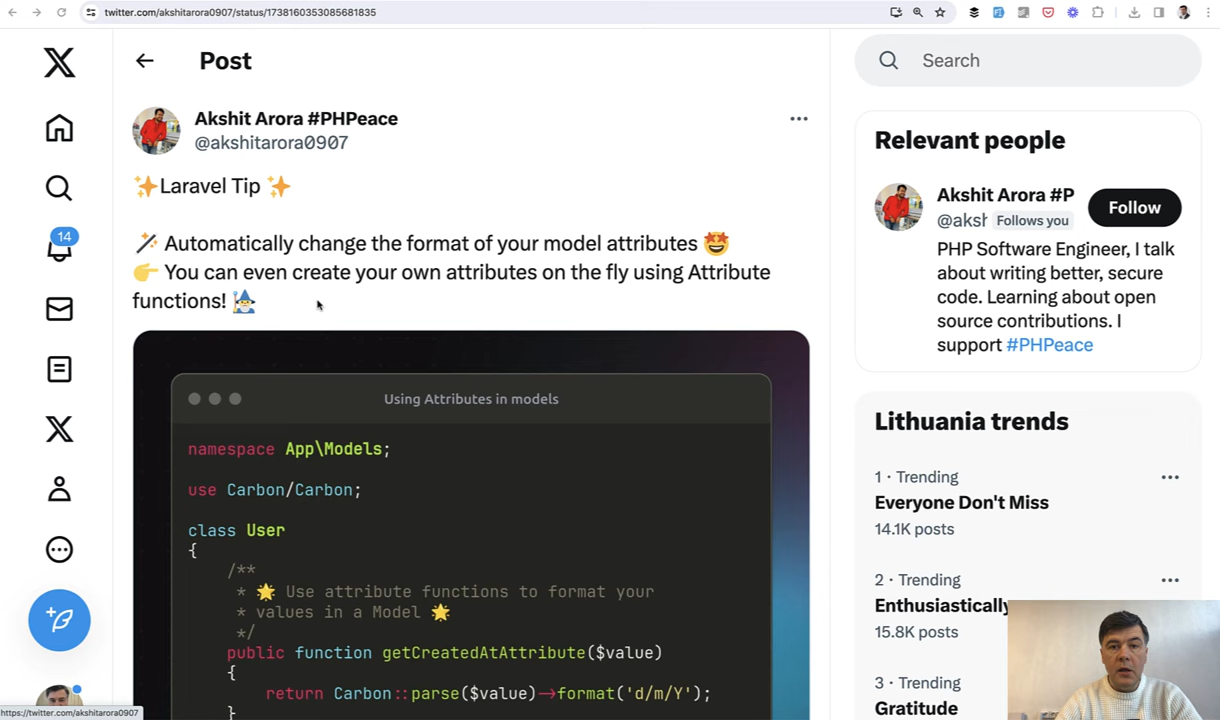 twitter.com/akshitarora0907/status/1738160353085681835
Post
Search
Akshit Arora #PHPeace
@akshitarora0907
✨Laravel Tip ✨
🪄 Automatically change the format of your model attributes 🤩
👉 You can even create your own attributes on the fly using Attribute
functions! 🧙‍♂️
Using Attributes in models
namespace App\Models;
use Carbon/Carbon;
class User
{
/**
* 🌟 Use attribute functions to format your
* values in a Model 🌟
*/
public function getCreatedAtAttribute($value)
{
return Carbon::parse($value)→format('d/m/Y');
}
14
Relevant people
Akshit Arora #P
@aksh
Follows you
Follow
PHP Software Engineer, I talk
about writing better, secure
code. Learning about open
source contributions. I
support #PHPeace
Lithuania trends
1 · Trending
Everyone Don't Miss
14.1K posts
2 · Trending
Enthusiastically
15.8K posts
3 · Trending
Gratitude
https://twitter.com/akshitarora0907